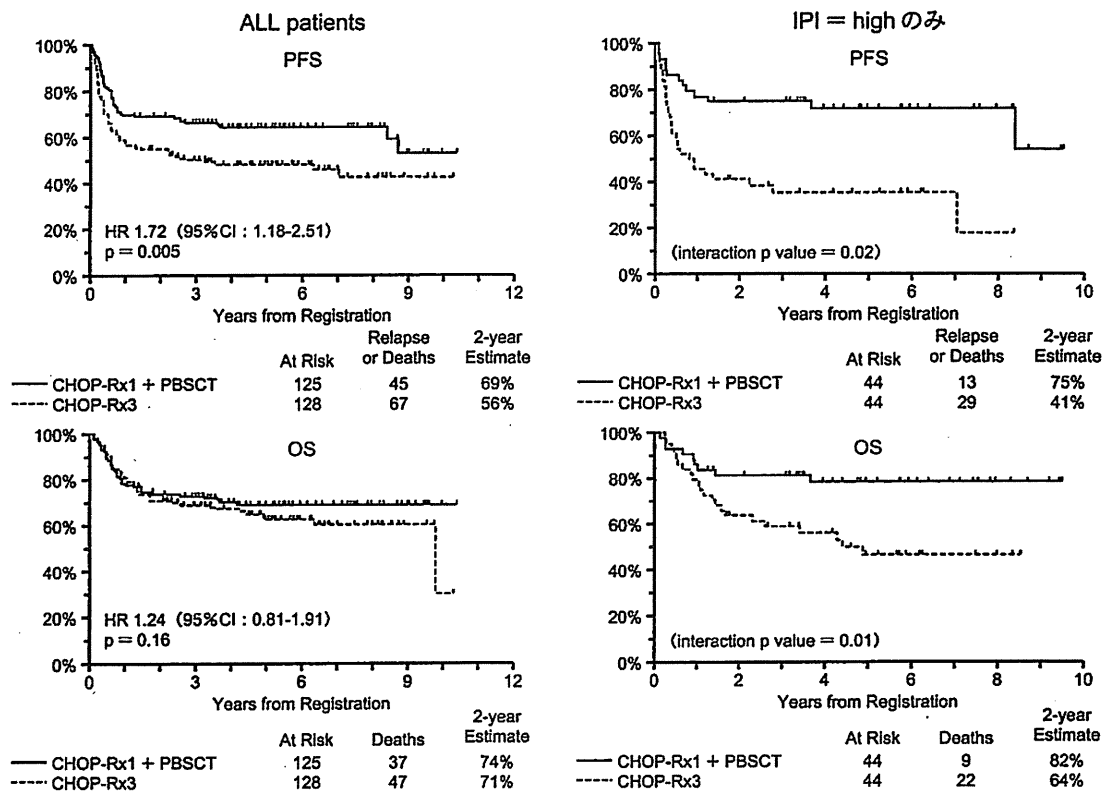 ALL patients
PFS
100%
80%
60%
40%
20%
0%
HR 1.72 (95%CI : 1.18-2.51)
p = 0.005
0 3 6 9 12
Years from Registration
At Risk Relapse or Deaths 2-year Estimate
CHOP-Rx1 + PBSCT 125 45 69%
CHOP-Rx3 128 67 56%
IPI = high のみ
PFS
100%
80%
60%
40%
20%
0%
(interaction p value = 0.02)
0 2 4 6 8 10
Years from Registration
At Risk Relapse or Deaths 2-year Estimate
CHOP-Rx1 + PBSCT 44 13 75%
CHOP-Rx3 44 29 41%
OS
100%
80%
60%
40%
20%
0%
HR 1.24 (95%CI : 0.81-1.91)
p = 0.16
0 3 6 9 12
Years from Registration
At Risk Deaths 2-year Estimate
CHOP-Rx1 + PBSCT 125 37 74%
CHOP-Rx3 128 47 71%
OS
100%
80%
60%
40%
20%
0%
(interaction p value = 0.01)
0 2 4 6 8 10
Years from Registration
At Risk Deaths 2-year Estimate
CHOP-Rx1 + PBSCT 44 9 82%
CHOP-Rx3 44 22 64%